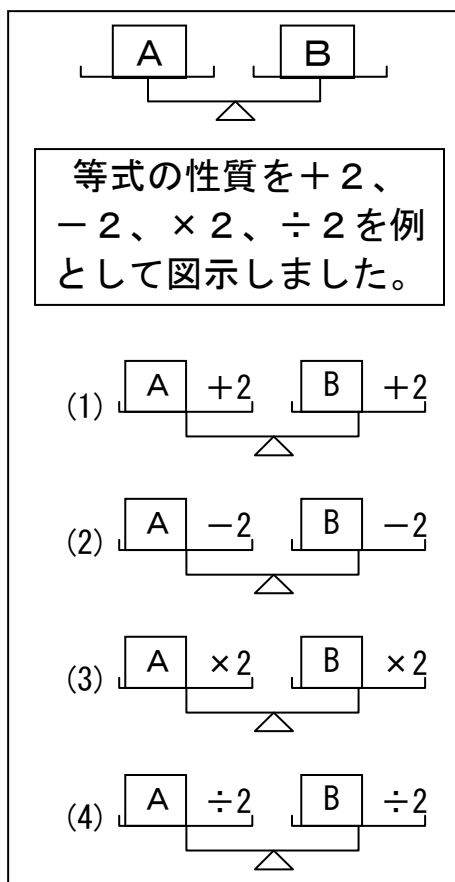 A B
等式の性質を＋２、
－２、×２、÷２を例
として図示しました。
(1) A +2 B +2
(2) A －2 B －2
(3) A ×2 B ×2
(4) A ÷2 B ÷2